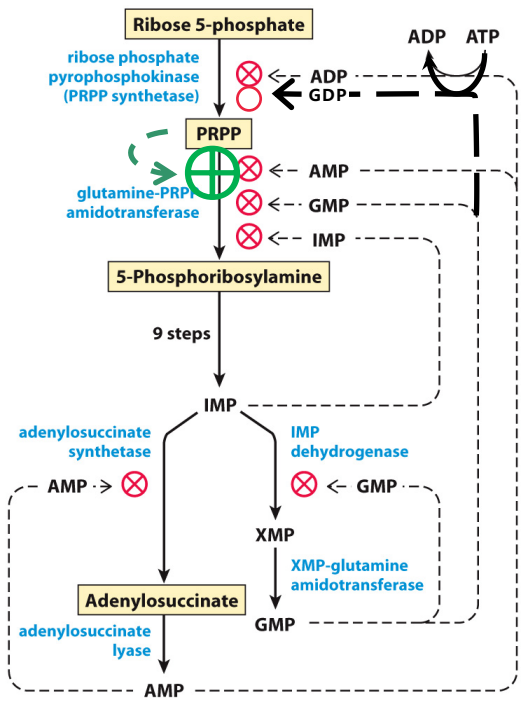 Ribose 5-phosphate
ADP ATP
ribose phosphate
pyrophosphokinase
(PRPP synthetase)
ADP
GDP
PRPP
AMP
glutamine-PRPP
amidotransferase
GMP
IMP
5-Phosphoribosylamine
9 steps
IMP
adenylosuccinate
synthetase
IMP
dehydrogenase
AMP
GMP
XMP
XMP-glutamine
amidotransferase
Adenylosuccinate
GMP
adenylosuccinate
lyase
AMP